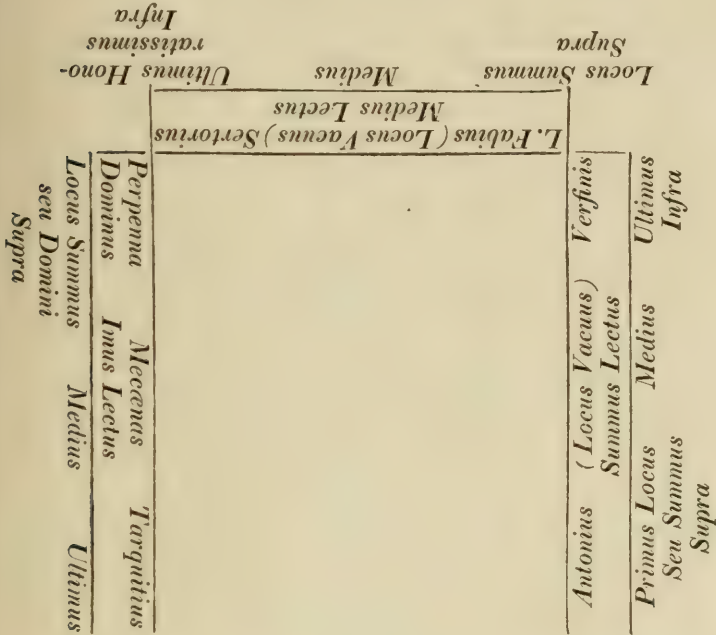 L. Fabius (Locus Vacuus) Sertorius
Medius Lectus
Locus Summus Medius Ultimus Hono-
Supra ratissimus
Infra
Perpenna Mecænas Tarquitius
Dominus Imus Lectus
Locus Summus Medius Ultimus
seu Domini
Supra
Antonius (Locus Vacuus) Verfinis
Summus Lectus
Primus Locus Medius Ultimus
Seu Summus Infra
Supra